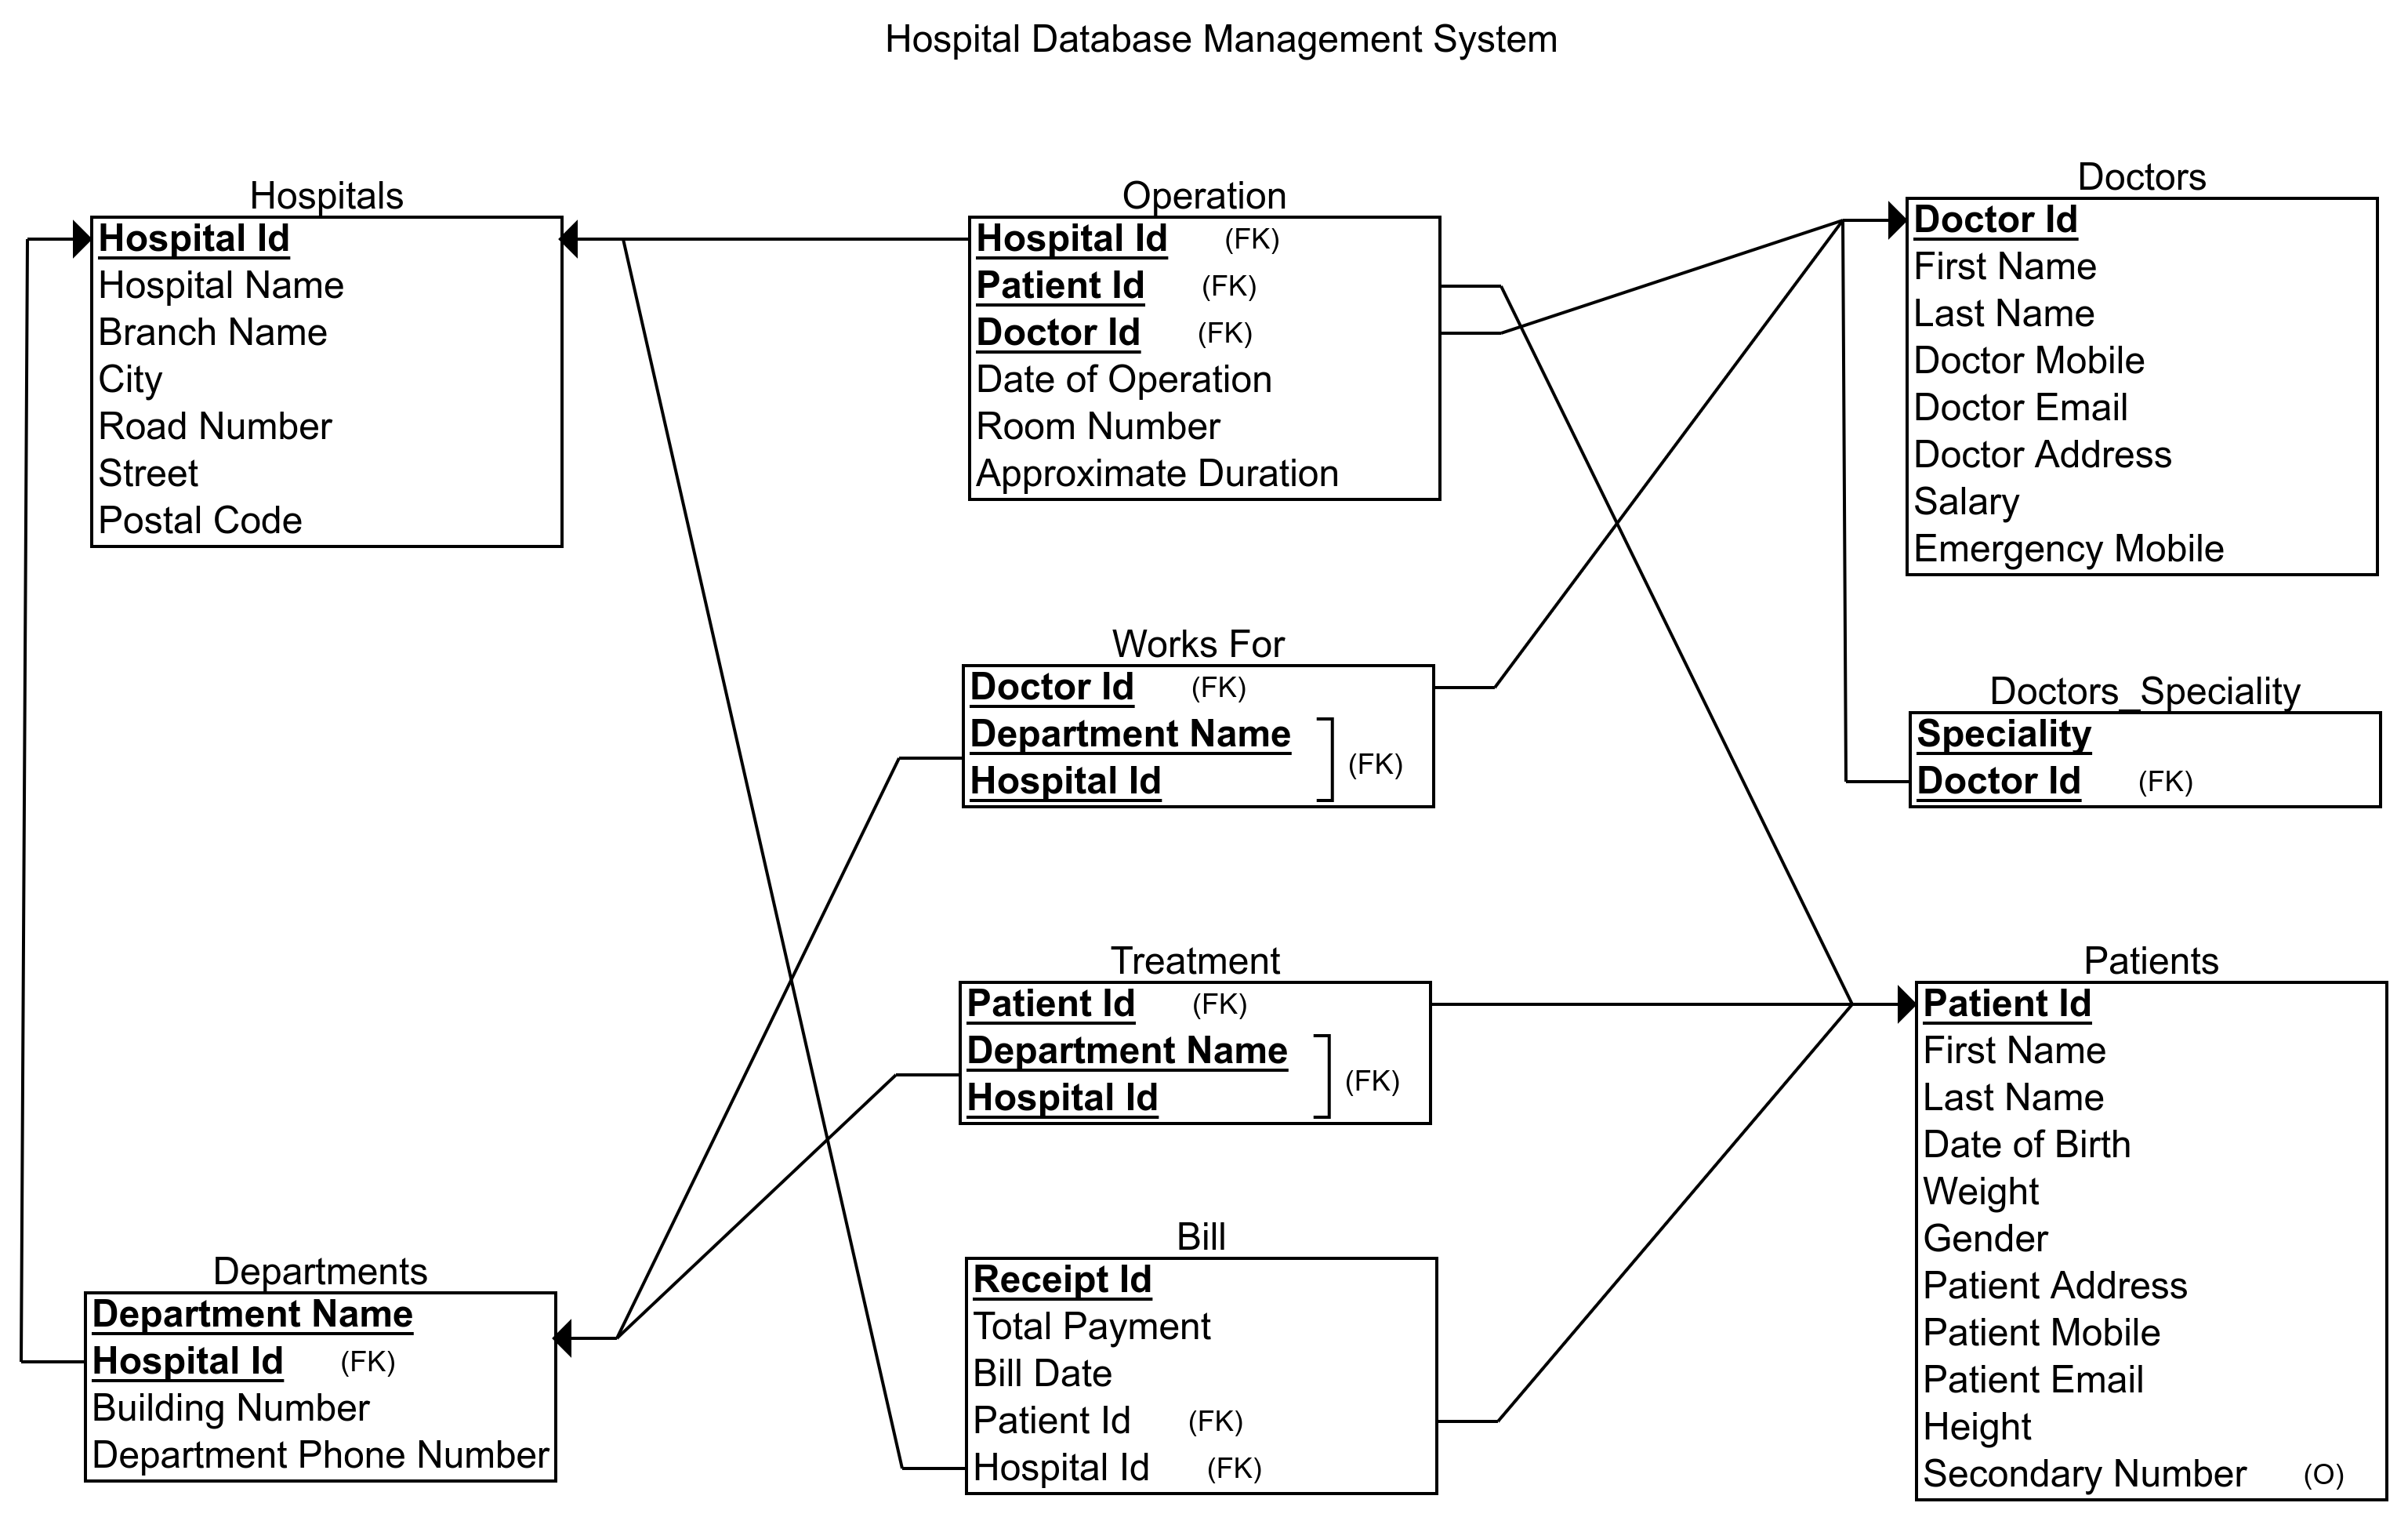 Hospital Database Management System
Hospitals
Hospital Id
Hospital Name
Branch Name
City
Road Number
Street
Postal Code
Operation
Hospital Id (FK)
Patient Id (FK)
Doctor Id (FK)
Date of Operation
Room Number
Approximate Duration
Doctors
Doctor Id
First Name
Last Name
Doctor Mobile
Doctor Email
Doctor Address
Salary
Emergency Mobile
Works For
Doctor Id (FK)
Department Name
Hospital Id
(FK)
Doctors_Speciality
Speciality
Doctor Id (FK)
Treatment
Patient Id (FK)
Department Name
Hospital Id
(FK)
Patients
Patient Id
First Name
Last Name
Date of Birth
Weight
Gender
Patient Address
Patient Mobile
Patient Email
Height
Secondary Number (O)
Departments
Department Name
Hospital Id (FK)
Building Number
Department Phone Number
Bill
Receipt Id
Total Payment
Bill Date
Patient Id (FK)
Hospital Id (FK)